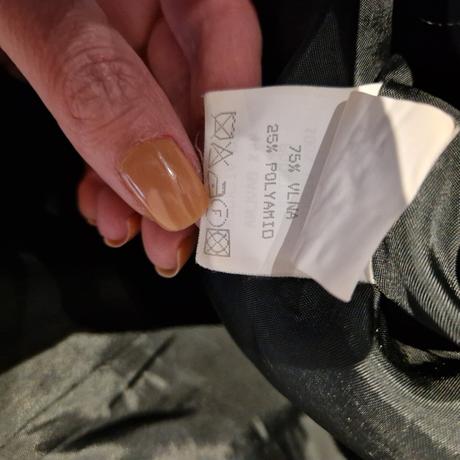 75% VLNA
25% POLYAMID
P